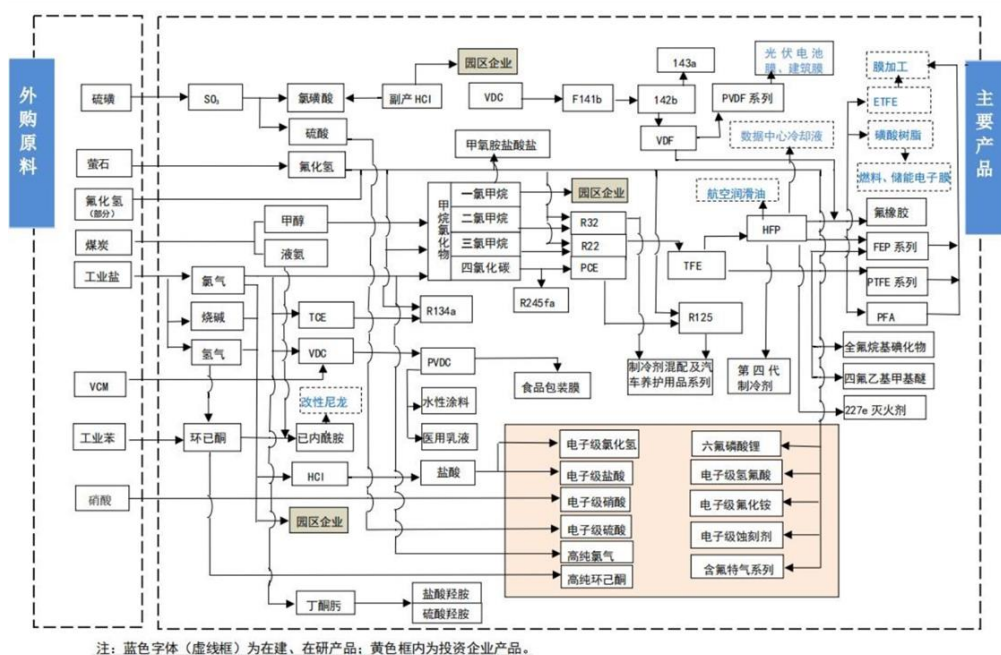 外购原料
主要产品
硫磺
萤石
氟化氢
(部分)
煤炭
工业盐
VCM
工业苯
硝酸
SO₃
氯磺酸
副产HCl
园区企业
硫酸
氟化氢
VDC
F141b
142b
143a
VDF
PVDF系列
光伏电池
膜、建筑膜
膜加工
ETFE
磺酸树脂
燃料、储能电子膜
数据中心冷却液
航空润滑油
甲氧胺盐酸盐
甲醇
液氨
甲烷氯化物
一氯甲烷
二氯甲烷
三氯甲烷
四氯化碳
园区企业
R32
R22
PCE
TFE
HFP
氟橡胶
FEP系列
PTFE系列
PFA
氯气
烧碱
氢气
TCE
R134a
R245fa
R125
VDC
PVDC
食品包装膜
制冷剂混配及汽
车养护用品系列
第四代
制冷剂
全氟烷基碘化物
四氟乙基甲基醚
227e灭火剂
改性尼龙
水性涂料
环已酮
已内酰胺
医用乳液
HCl
盐酸
园区企业
电子级氯化氢
电子级盐酸
电子级硝酸
电子级硫酸
高纯氯气
高纯环己酮
六氟磷酸锂
电子级氢氟酸
电子级氟化铵
电子级蚀刻剂
含氟特气系列
丁酮肟
盐酸羟胺
硫酸羟胺
注：蓝色字体（虚线框）为在建、在研产品；黄色框内为投资企业产品。